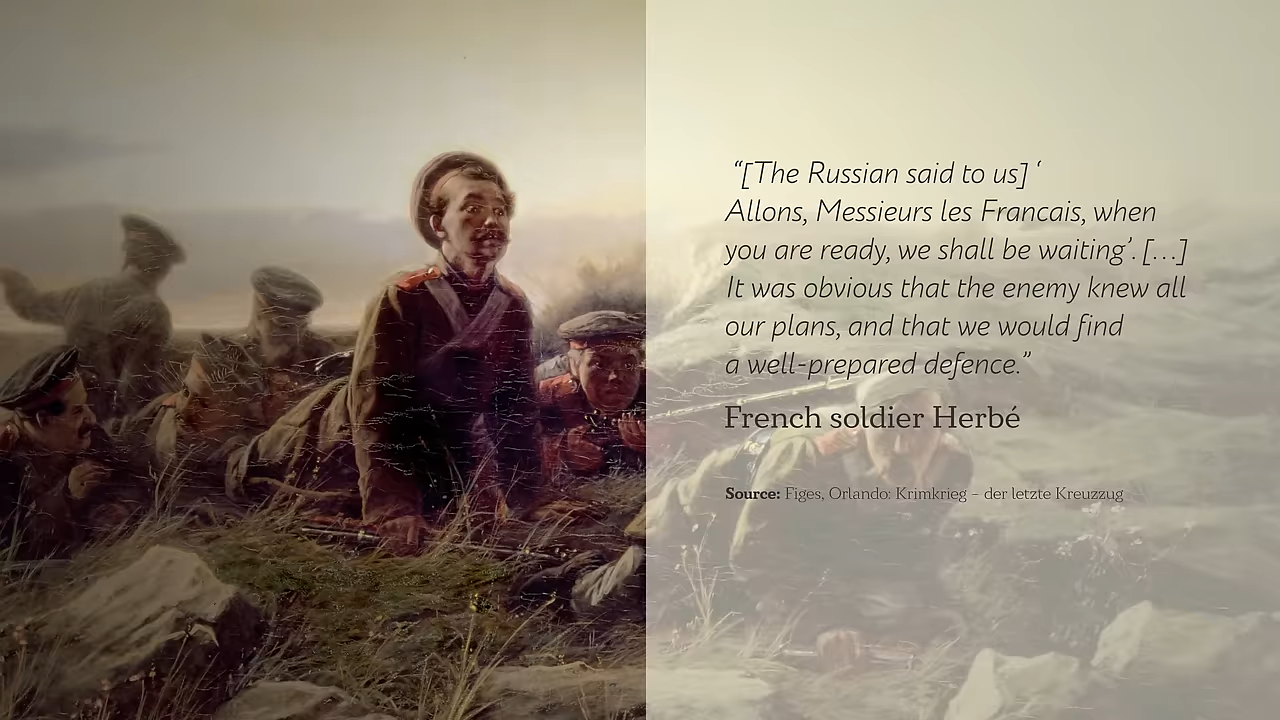 “[The Russian said to us] ‘
Allons, Messieurs les Francais, when
you are ready, we shall be waiting’. [...]
It was obvious that the enemy knew all
our plans, and that we would find
a well-prepared defence.”
French soldier Herbé
Source: Figes, Orlando: Krimkrieg – der letzte Kreuzzug